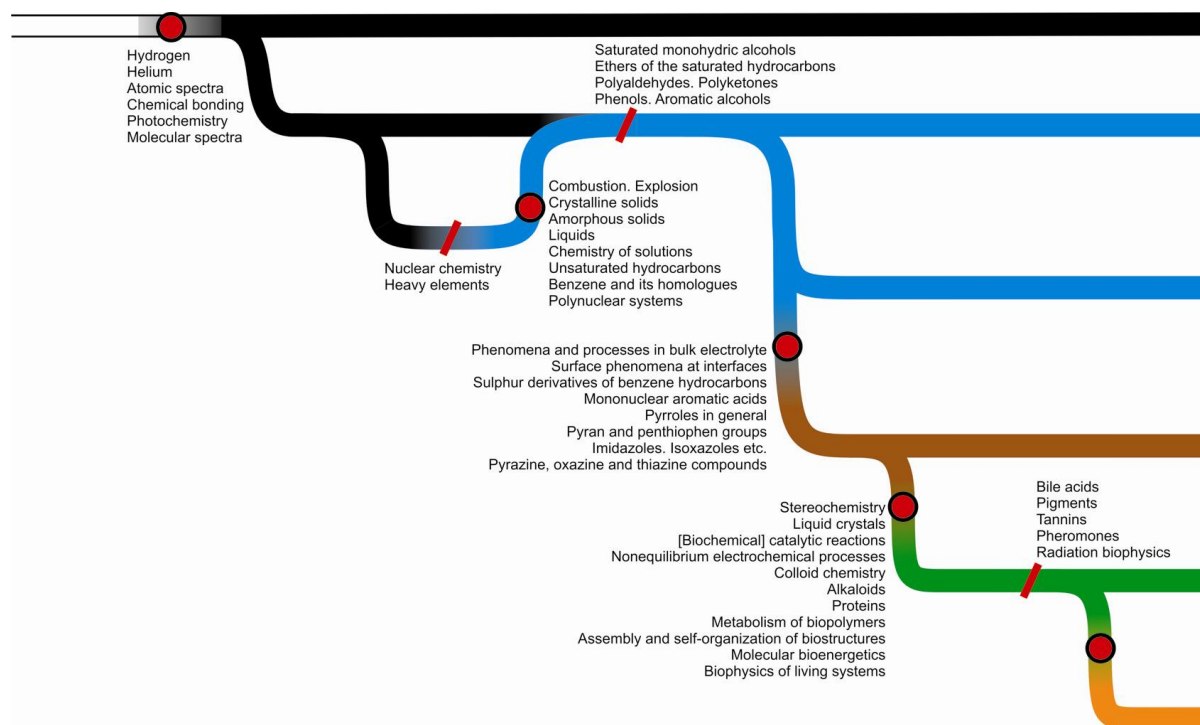 Hydrogen
Helium
Atomic spectra
Chemical bonding
Photochemistry
Molecular spectra
Saturated monohydric alcohols
Ethers of the saturated hydrocarbons
Polyaldehydes. Polyketones
Phenols. Aromatic alcohols
Nuclear chemistry
Heavy elements
Combustion. Explosion
Crystalline solids
Amorphous solids
Liquids
Chemistry of solutions
Unsaturated hydrocarbons
Benzene and its homologues
Polynuclear systems
Phenomena and processes in bulk electrolyte
Surface phenomena at interfaces
Sulphur derivatives of benzene hydrocarbons
Mononuclear aromatic acids
Pyrroles in general
Pyran and penthiophen groups
Imidazoles. Isoxazoles etc.
Pyrazine, oxazine and thiazine compounds
Stereochemistry
Liquid crystals
[Biochemical] catalytic reactions
Nonequilibrium electrochemical processes
Colloid chemistry
Alkaloids
Proteins
Metabolism of biopolymers
Assembly and self-organization of biostructures
Molecular bioenergetics
Biophysics of living systems
Bile acids
Pigments
Tannins
Pheromones
Radiation biophysics